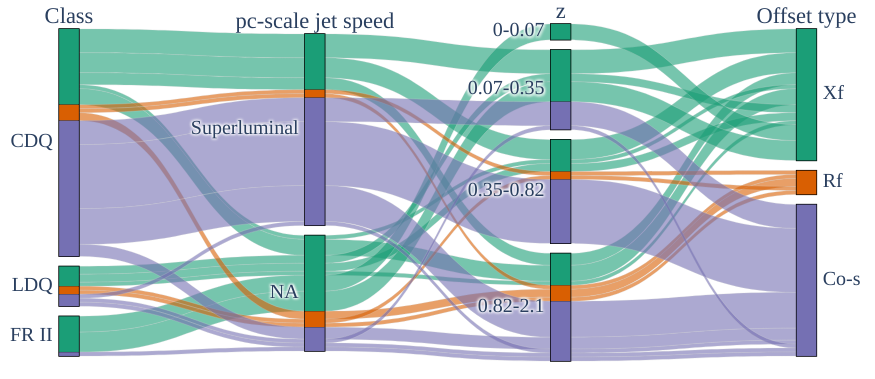 Class
pc-scale jet speed
z
Offset type
0-0.07
0.07-0.35
Xf
Superluminal
CDQ
Rf
0.35-0.82
LDQ
NA
Co-s
0.82-2.1
FR II